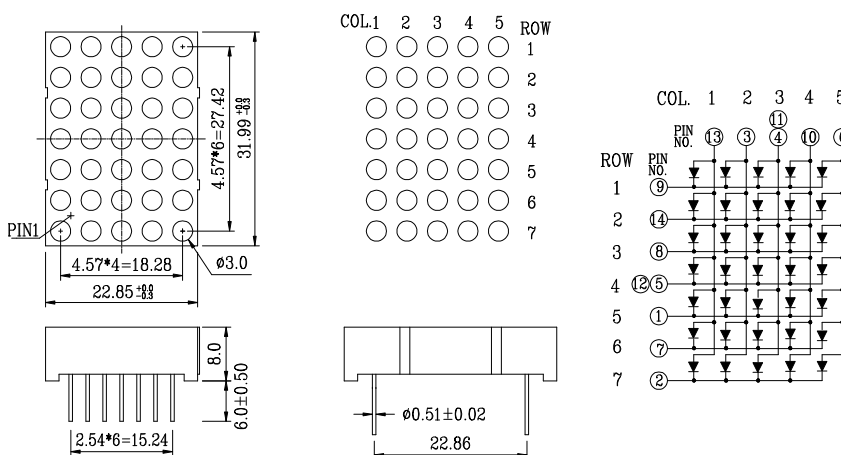 COL.1 2 3 4 5 ROW
1
2
3
4
5
6
7
4.57*6=27.42
31.99 +0.0 -0.3
PIN1
4.57*4=18.28
ø3.0
22.85 +0.0 -0.3
8.0
6.0±0.50
2.54*6=15.24
ø0.51±0.02
22.86
COL. 1 2 3 4 5
11
PIN NO. 13 3 4 10
ROW PIN NO.
1 9
2 14
3 8
4 12 5
5 1
6 7
7 2